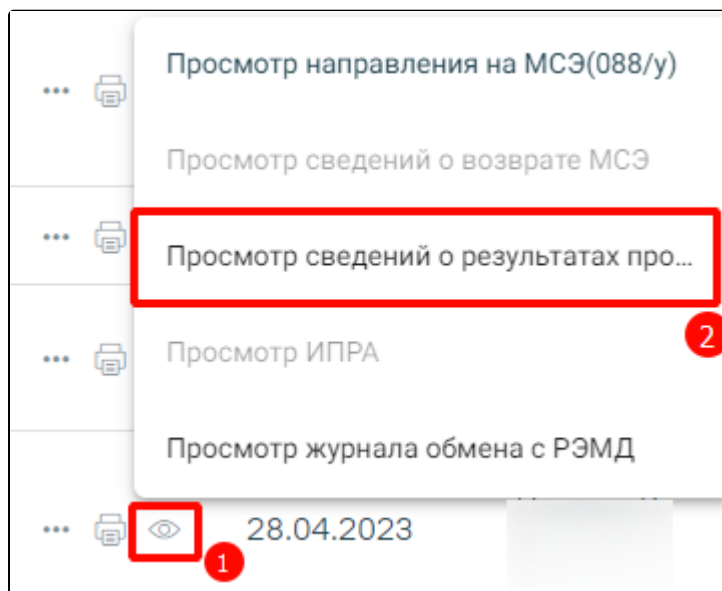 Просмотр направления на МСЭ(088/у)
Просмотр сведений о возврате МСЭ
Просмотр сведений о результатах про...
2
Просмотр ИПРА
Просмотр журнала обмена с РЭМД
28.04.2023
1